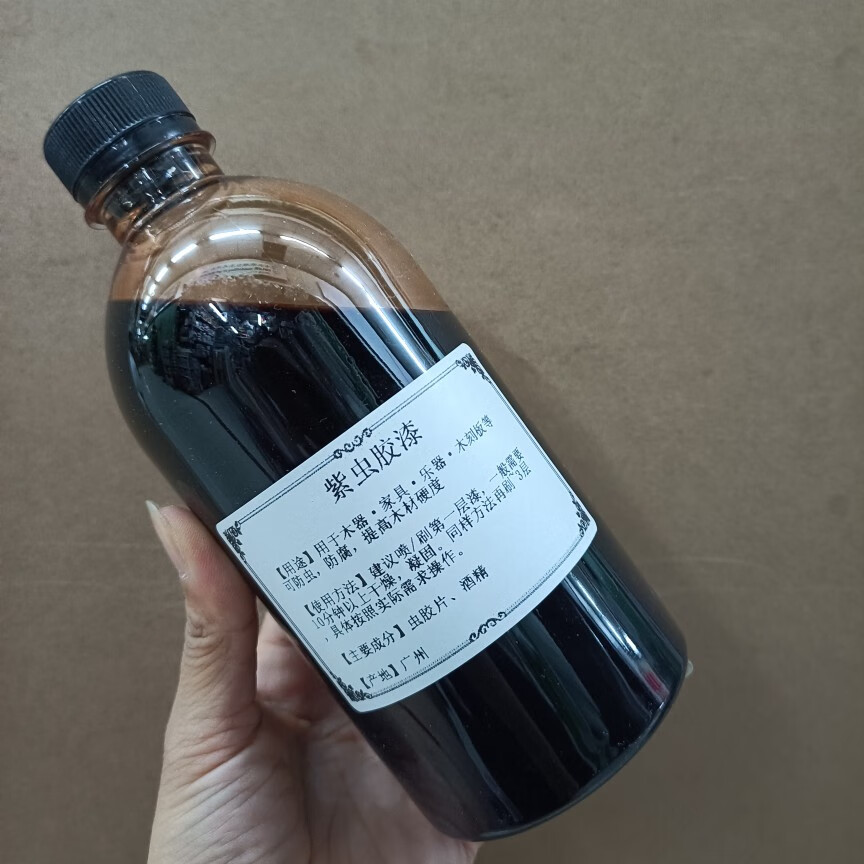 紫虫胶漆
【用途】用于木器·家具·乐器·木刻板等
可防虫，防腐，提高木材硬度
【使用方法】建议喷/刷第一层漆，一般需要
10分钟以上干燥，凝固。同样方法再刷 3层
，具体按照实际需求操作。
【主要成分】虫胶片、酒精
【产地】广州